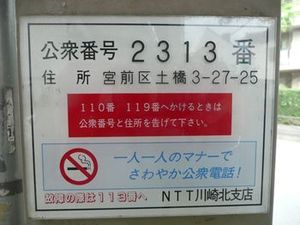 公衆番号 2313 番
住 所 宮前区土橋3-27-25
110番 119番へかけるときは
公衆番号と住所を告げて下さい。
一人一人のマナーで
さわやか公衆電話!
故障の際は113番へ NTT川崎北支店